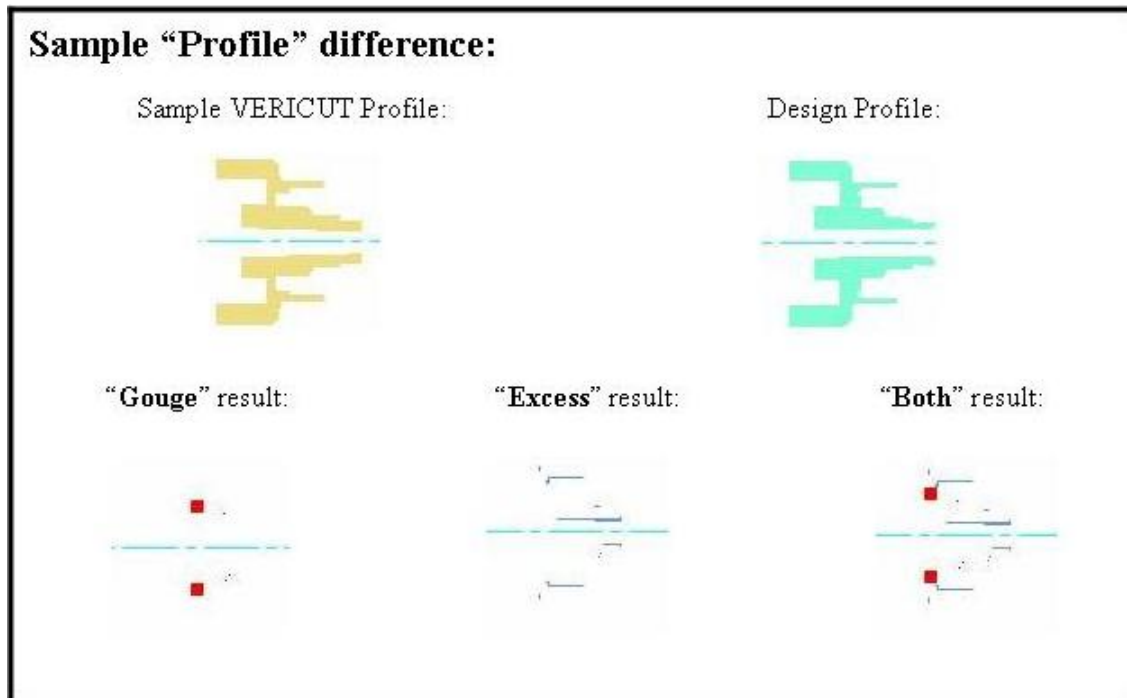 Sample “Profile” difference:
Sample VERICUT Profile:
Design Profile:
“Gouge” result:
“Excess” result:
“Both” result: